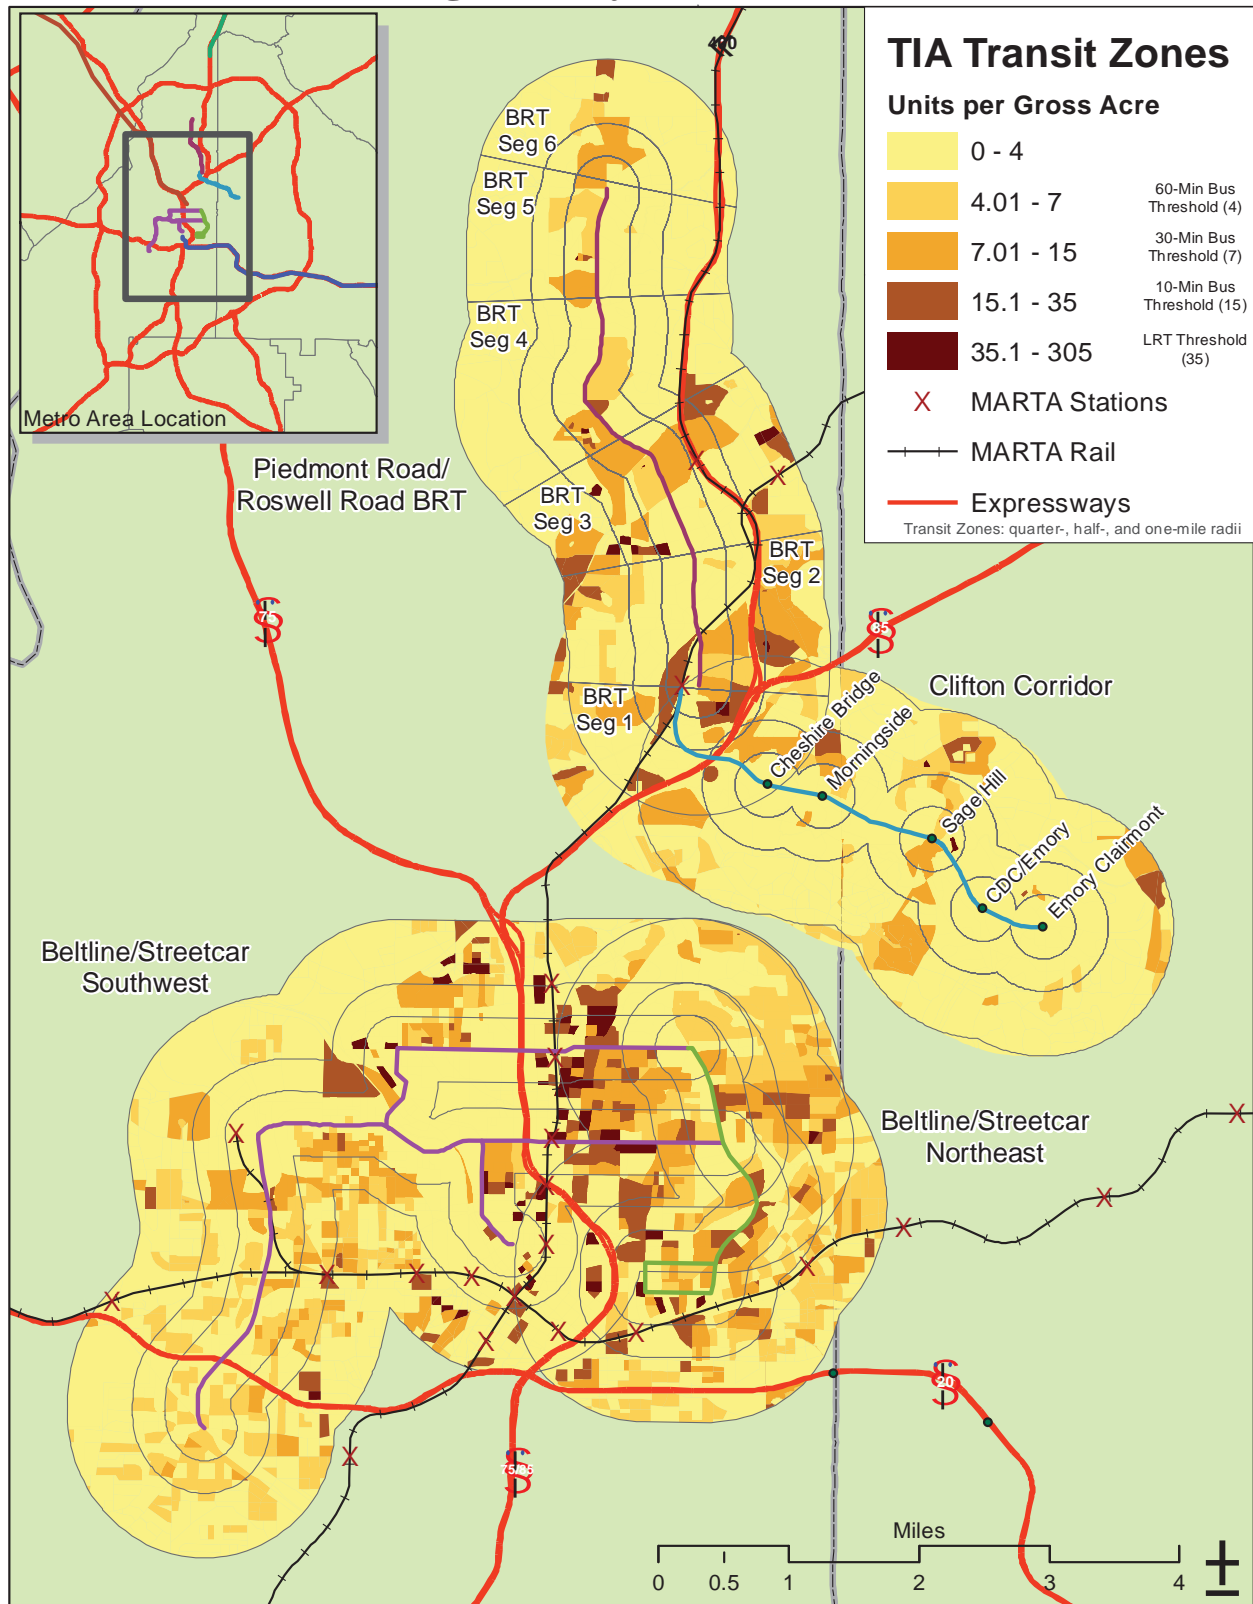 TIA Transit Zones
Units per Gross Acre
0 - 4
4.01 - 7
60-Min Bus
Threshold (4)
7.01 - 15
30-Min Bus
Threshold (7)
15.1 - 35
10-Min Bus
Threshold (15)
35.1 - 305
LRT Threshold
(35)
X MARTA Stations
MARTA Rail
Expressways
Transit Zones: quarter-, half-, and one-mile radii
Metro Area Location
400
BRT
Seg 6
BRT
Seg 5
BRT
Seg 4
Piedmont Road/
Roswell Road BRT
BRT
Seg 3
BRT
Seg 2
75
85
BRT
Seg 1
Clifton Corridor
Cheshire Bridge
Morningside
Sage Hill
CDC/Emory
Emory Clairmont
Beltline/Streetcar
Southwest
Beltline/Streetcar
Northeast
20
75/85
Miles
0 0.5 1 2 3 4